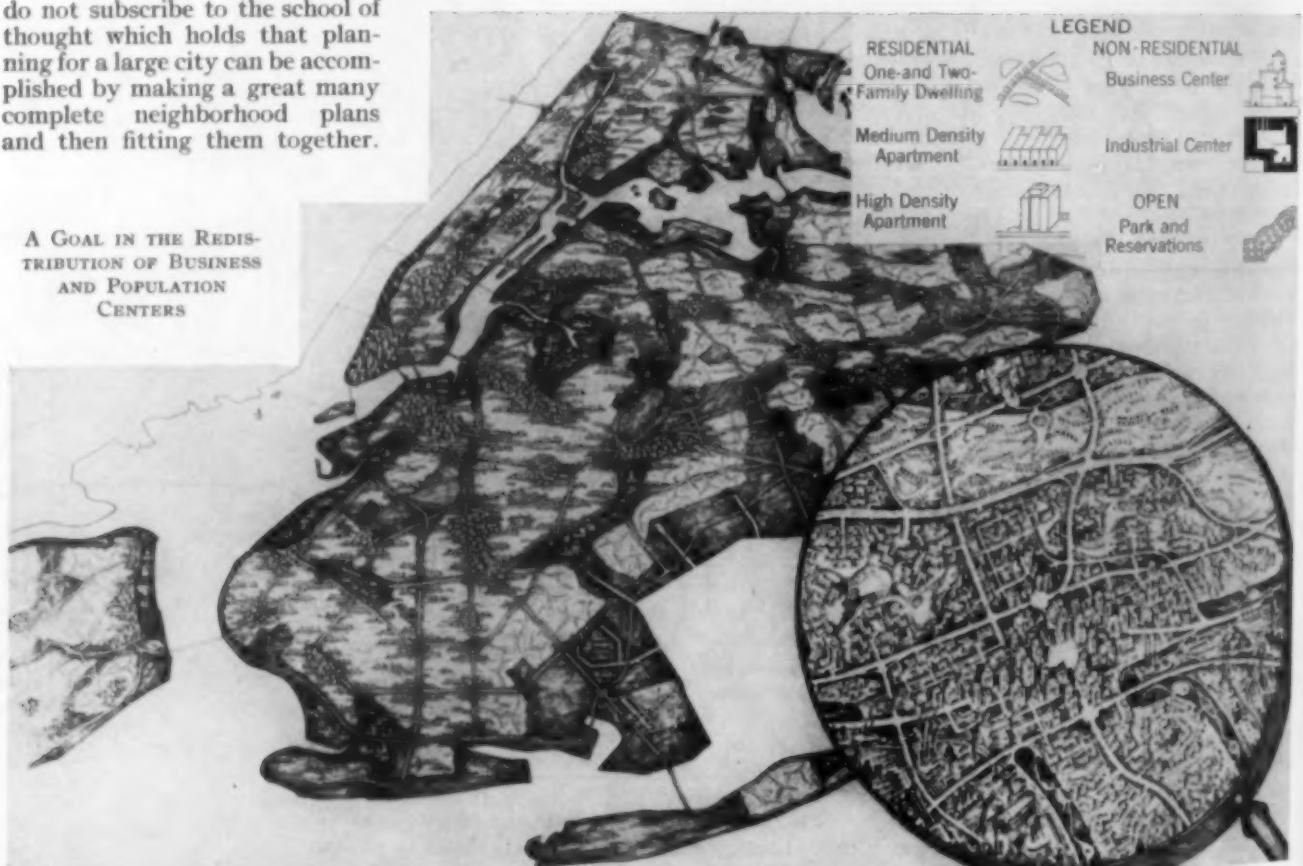 do not subscribe to the school of
thought which holds that plan-
ning for a large city can be accom-
plished by making a great many
complete neighborhood plans
and then fitting them together.
A GOAL IN THE REDIS-
TRIBUTION OF BUSINESS
AND POPULATION
CENTERS
LEGEND
RESIDENTIAL
One-and Two-
Family Dwelling
Medium Density
Apartment
High Density
Apartment
NON-RESIDENTIAL
Business Center
Industrial Center
OPEN
Park and
Reservations